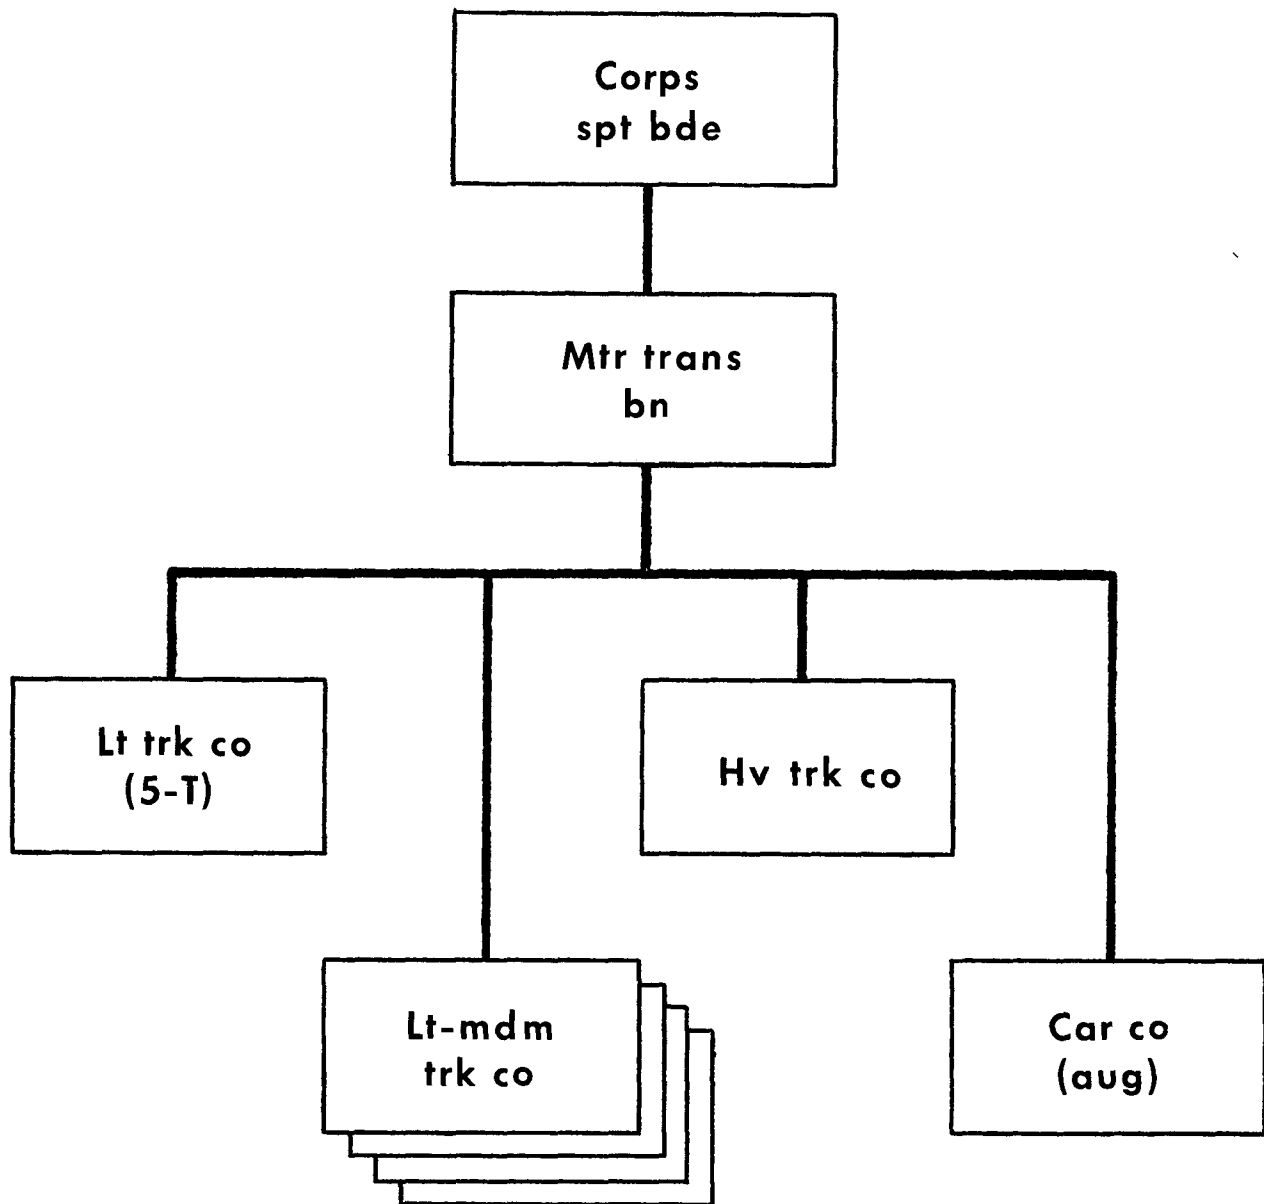 Corps
spt bde
Mtr trans
bn
Lt trk co
(5-T)
Hv trk co
Lt-mdm
trk co
Car co
(aug)